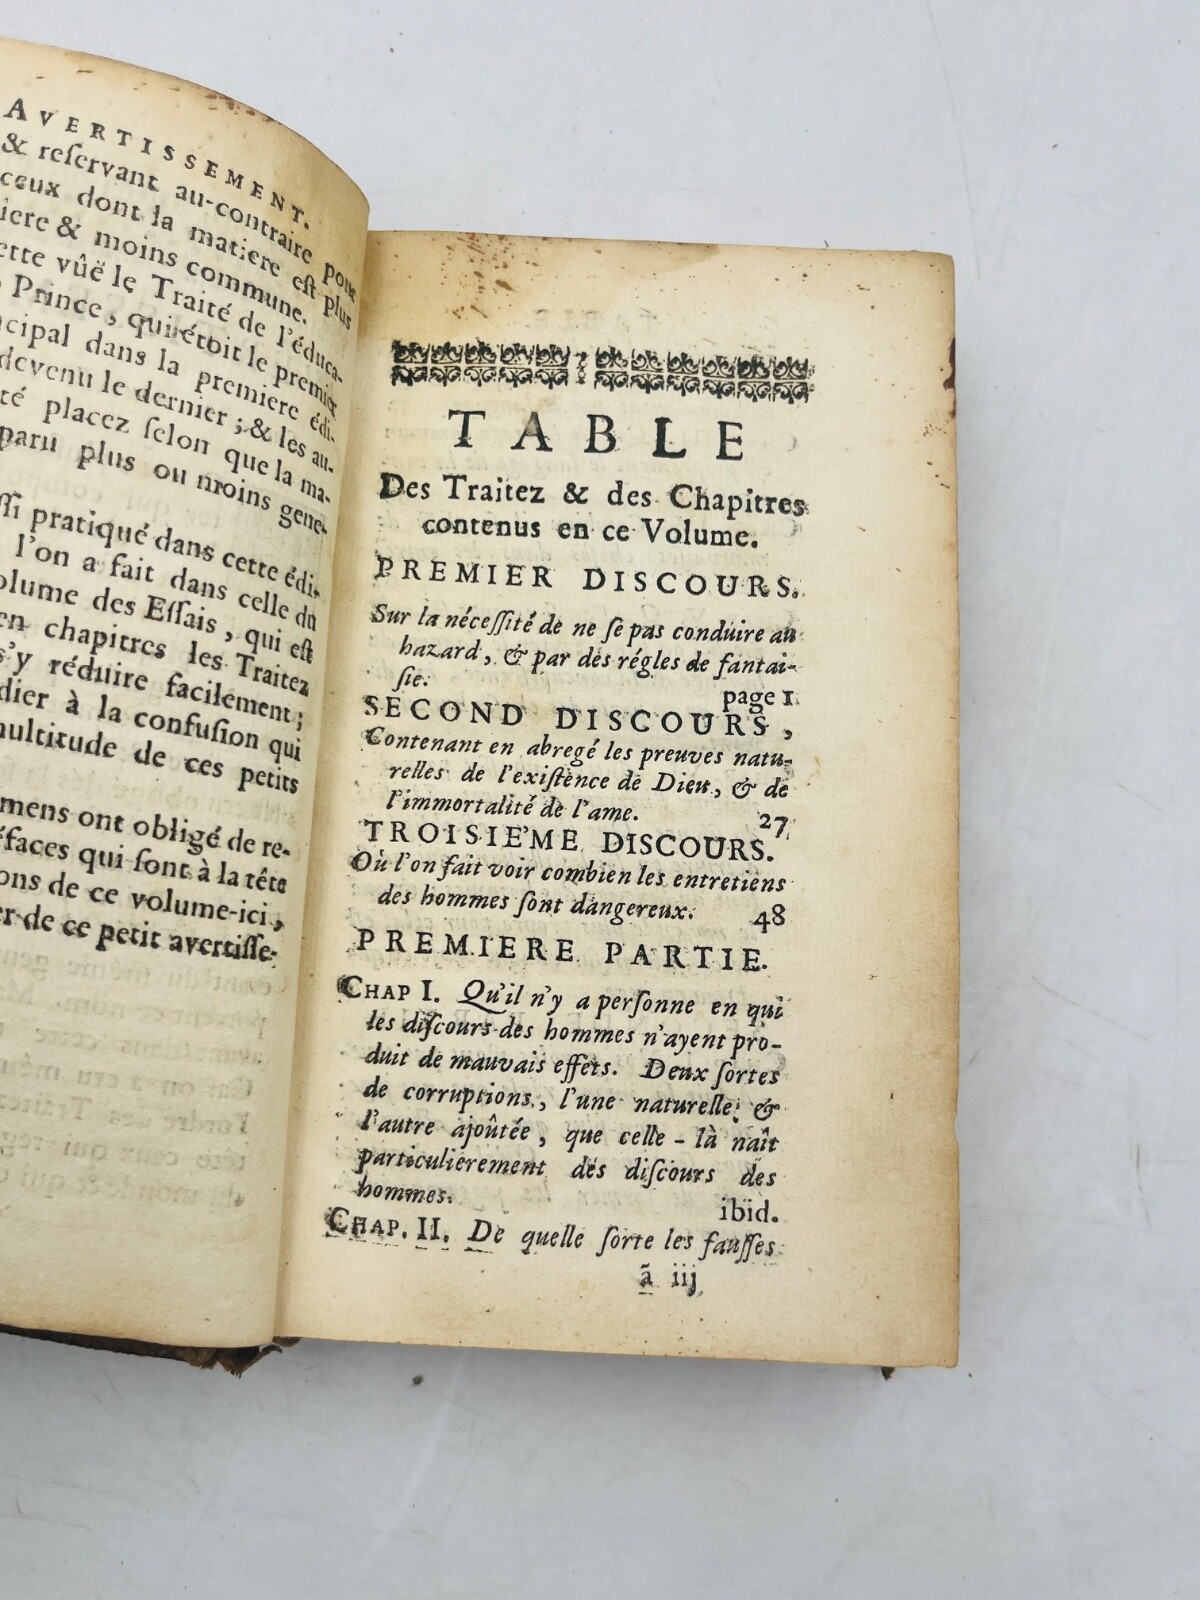 AVERTISSEMENT.
& reſervant au-contraire pour
ceux dont la matiere eſt plus
iere & moins commune.
ette vûë le Traité de l'éduca-
Prince, qui étoit le premier
ncipal dans la premiere édi-
devenu le dernier ; & les au-
té placez ſelon que la ma-
paru plus ou moins gene-
ſſi pratiqué dans cette édi-
l'on a fait dans celle du
olume des Eſſais, qui eſt
en chapitres les Traitez
s'y réduire facilement ;
dier à la confuſion qui
multitude de ces petits
mens ont obligé de re-
éfaces qui ſont à la tête
ons de ce volume-ici,
er de ce petit avertiſſe-
TABLE
Des Traitez & des Chapitres
contenus en ce Volume.
PREMIER DISCOURS.
Sur la néceſſité de ne ſe pas conduire au
hazard, & par des régles de fantai-
ſie. page 1
SECOND DISCOURS,
Contenant en abregé les preuves natu-
relles de l'exiſtence de Dieu, & de
l'immortalité de l'ame. 27
TROISIE'ME DISCOURS.
Où l'on fait voir combien les entretiens
des hommes ſont dangereux. 48
PREMIERE PARTIE.
CHAP I. Qu'il n'y a perſonne en qui
les diſcours des hommes n'ayent pro-
duit de mauvais effets. Deux ſortes
de corruptions, l'une naturelle, &
l'autre ajoûtée, que celle-là naît
particulierement des diſcours des
hommes. ibid.
CHAP. II. De quelle ſorte les fauſſes
ã iij